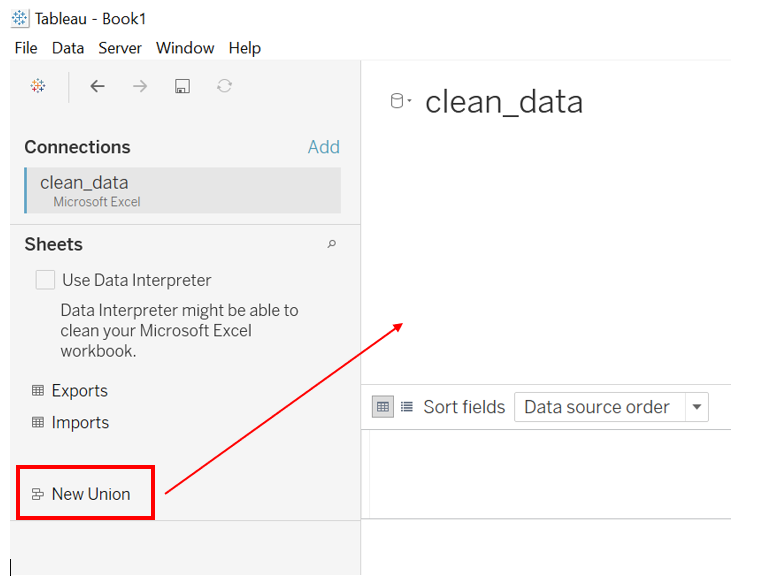 Tableau - Book1
File Data Server Window Help
clean_data
Connections Add
clean_data
Microsoft Excel
Sheets
Use Data Interpreter
Data Interpreter might be able to
clean your Microsoft Excel
workbook.
Exports
Imports
Sort fields Data source order
New Union